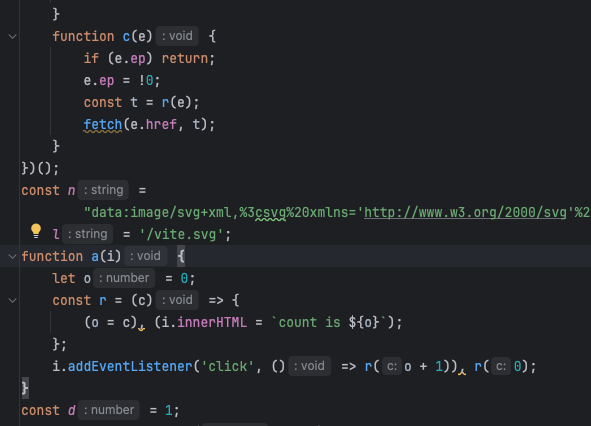 }
function c(e) : void {
if (e.ep) return;
e.ep = !0;
const t = r(e);
fetch(e.href, t);
}
})();
const n : string =
"data:image/svg+xml,%3csvg%20xmlns='http://www.w3.org/2000/svg'%2
l : string = '/vite.svg';
function a(i) : void {
let o : number = 0;
const r = (c) : void => {
(o = c), (i.innerHTML = `count is ${o}`);
};
i.addEventListener('click', () : void => r( c: o + 1)), r( c: 0);
}
const d : number = 1;